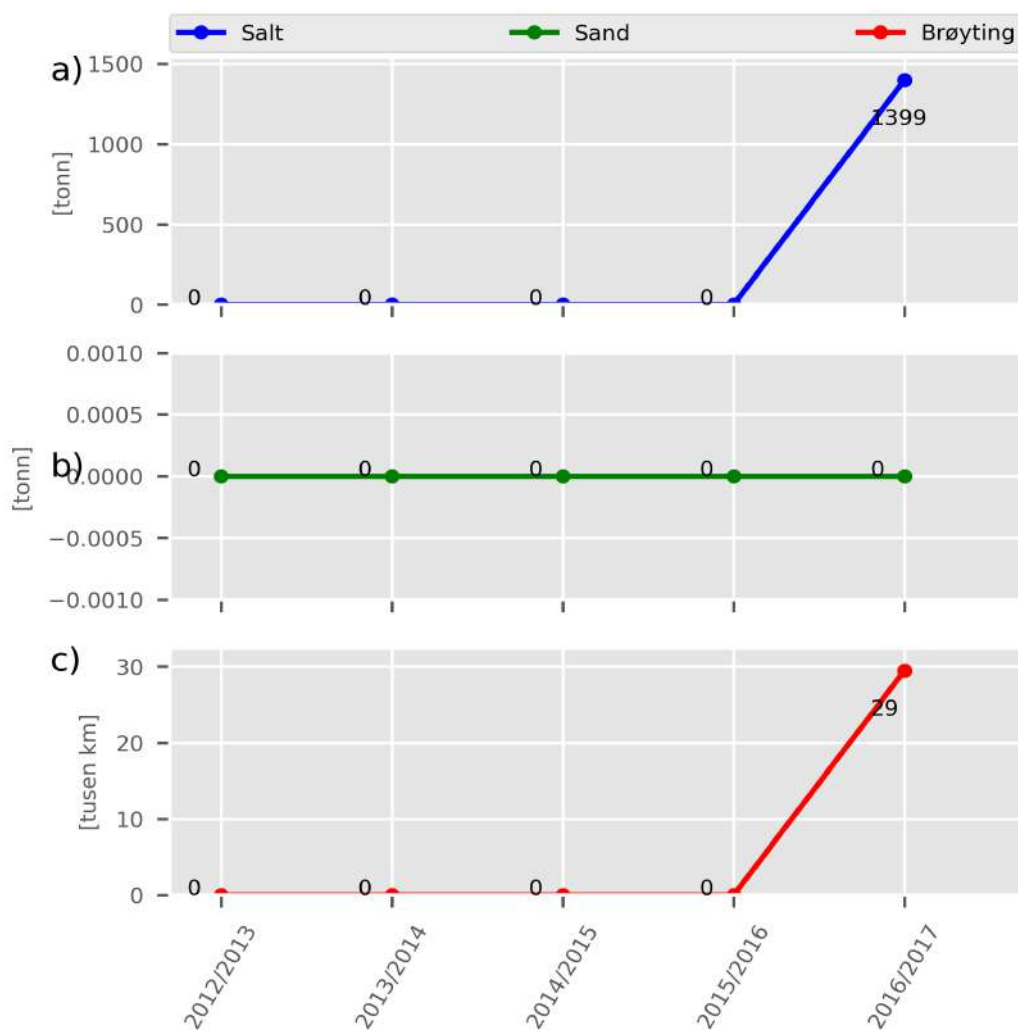 Salt Sand Brøyting
a)
1500
1000
500
0
[tonn]
0 0 0 0 1399
b)
0.0010
0.0005
0.0000
−0.0005
−0.0010
[tonn]
0 0 0 0 0
c)
30
20
10
0
[tusen km]
0 0 0 0 29
2012/2013 2013/2014 2014/2015 2015/2016 2016/2017